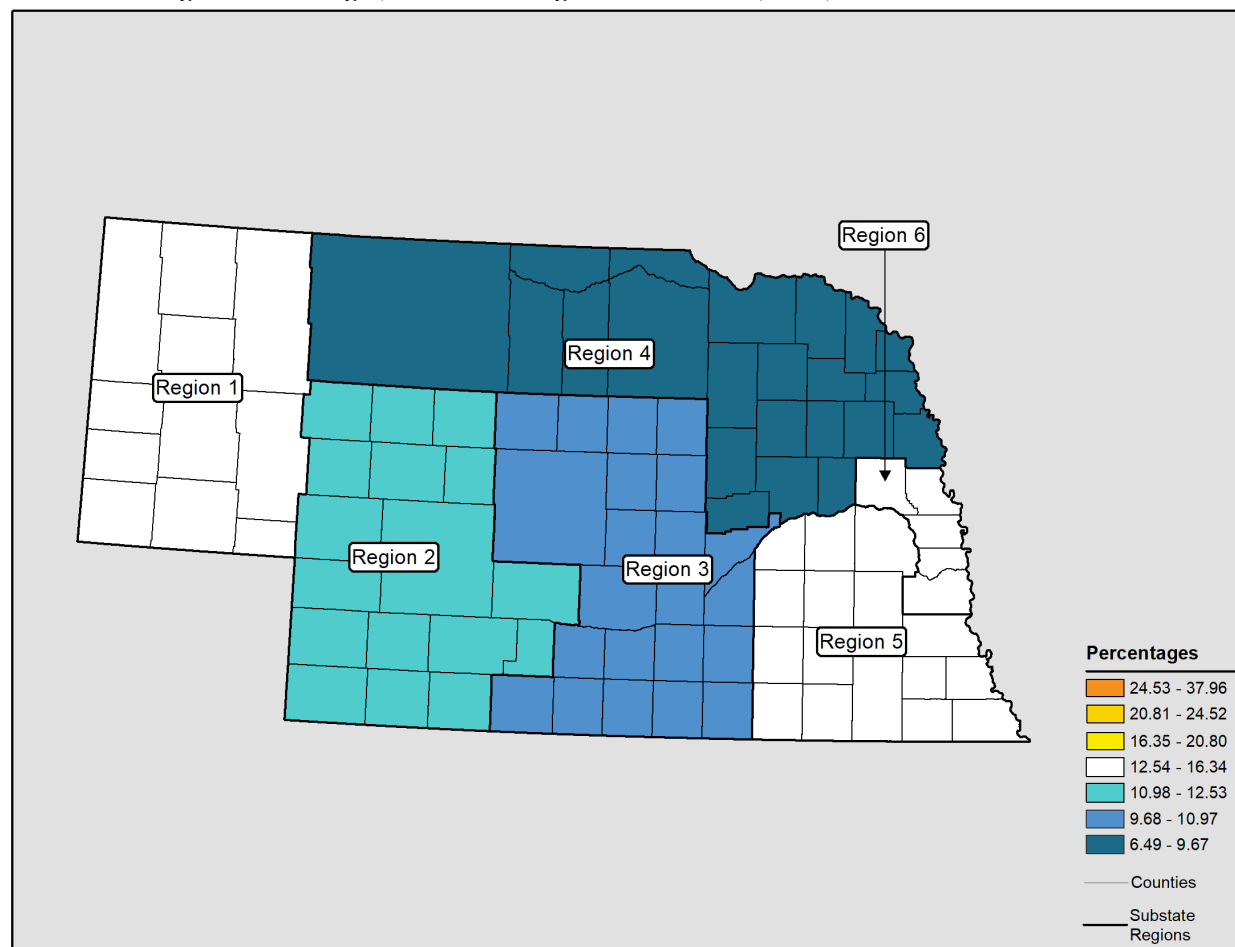 Region 6
Region 4
Region 1
Region 2
Region 3
Region 5
Percentages
24.53 - 37.96
20.81 - 24.52
16.35 - 20.80
12.54 - 16.34
10.98 - 12.53
9.68 - 10.97
6.49 - 9.67
Counties
Substate
Regions